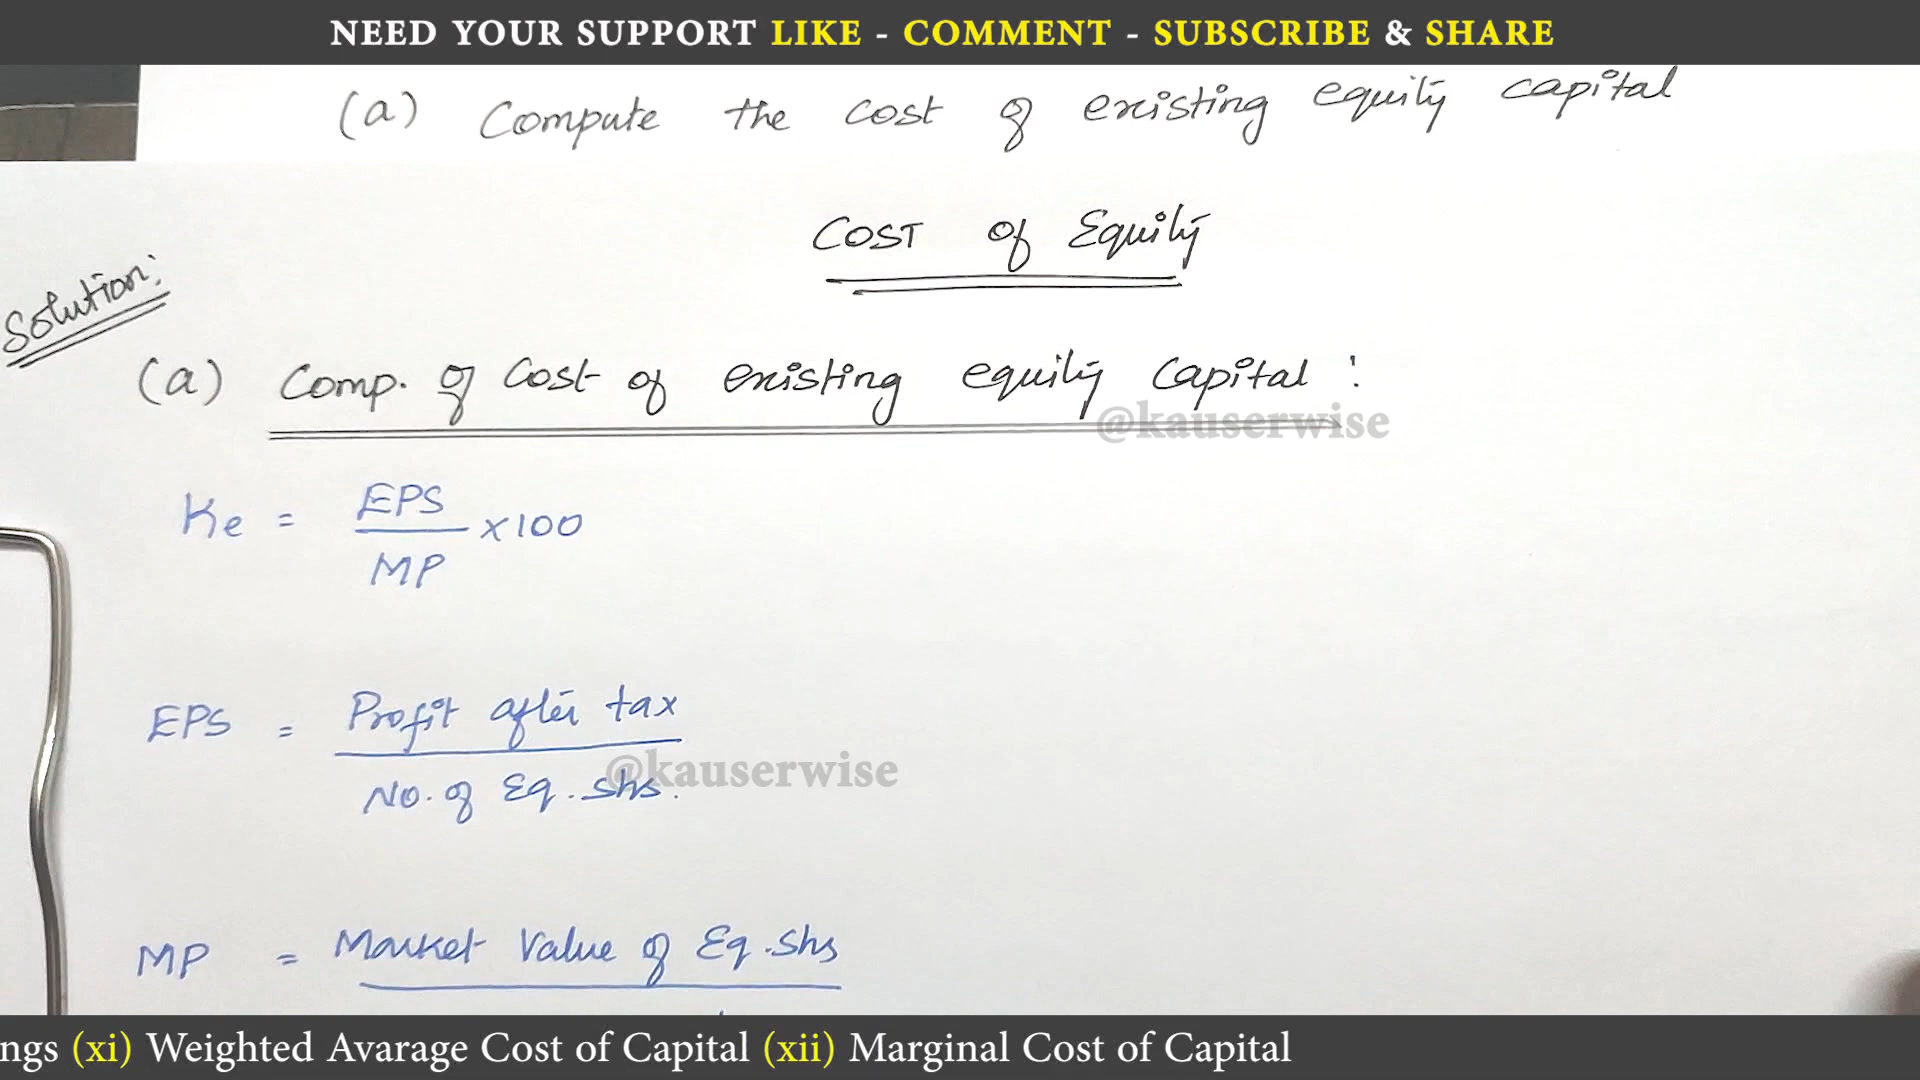 NEED YOUR SUPPORT LIKE - COMMENT - SUBSCRIBE & SHARE
(a) Compute the cost of existing equity capital
COST of Equity
Solution:
(a) Comp. of Cost of existing equity Capital :
@kauserwise
Ke = EPS
MP
×100
EPS = Profit after tax
No. of Eq. shs.
@kauserwise
MP = Market Value of Eq. Shs
ngs (xi) Weighted Avarage Cost of Capital (xii) Marginal Cost of Capital